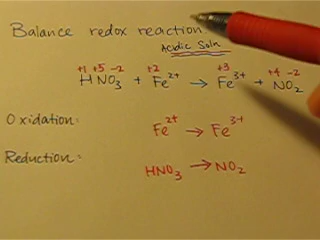 Balance redox reaction:
Acidic Soln
+1 +5 -2 +2 +3 +4 -2
HNO₃ + Fe²⁺ → Fe³⁺ + NO₂
Oxidation: Fe²⁺ → Fe³⁺
Reduction: HNO₃ → NO₂